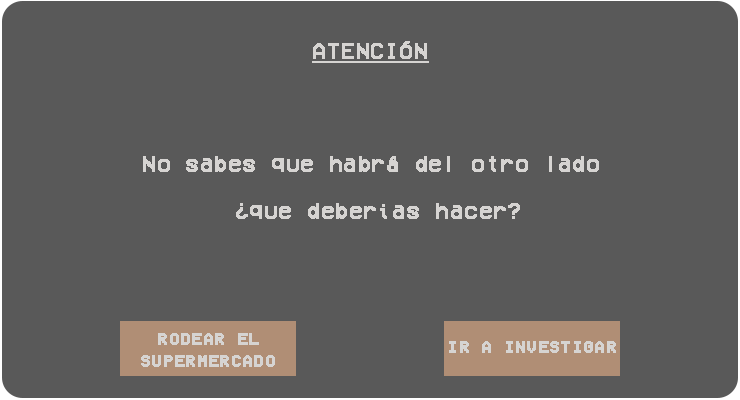 ATENCIÓN
No sabes que habrá del otro lado
¿que deberias hacer?
RODEAR EL
SUPERMERCADO
IR A INVESTIGAR